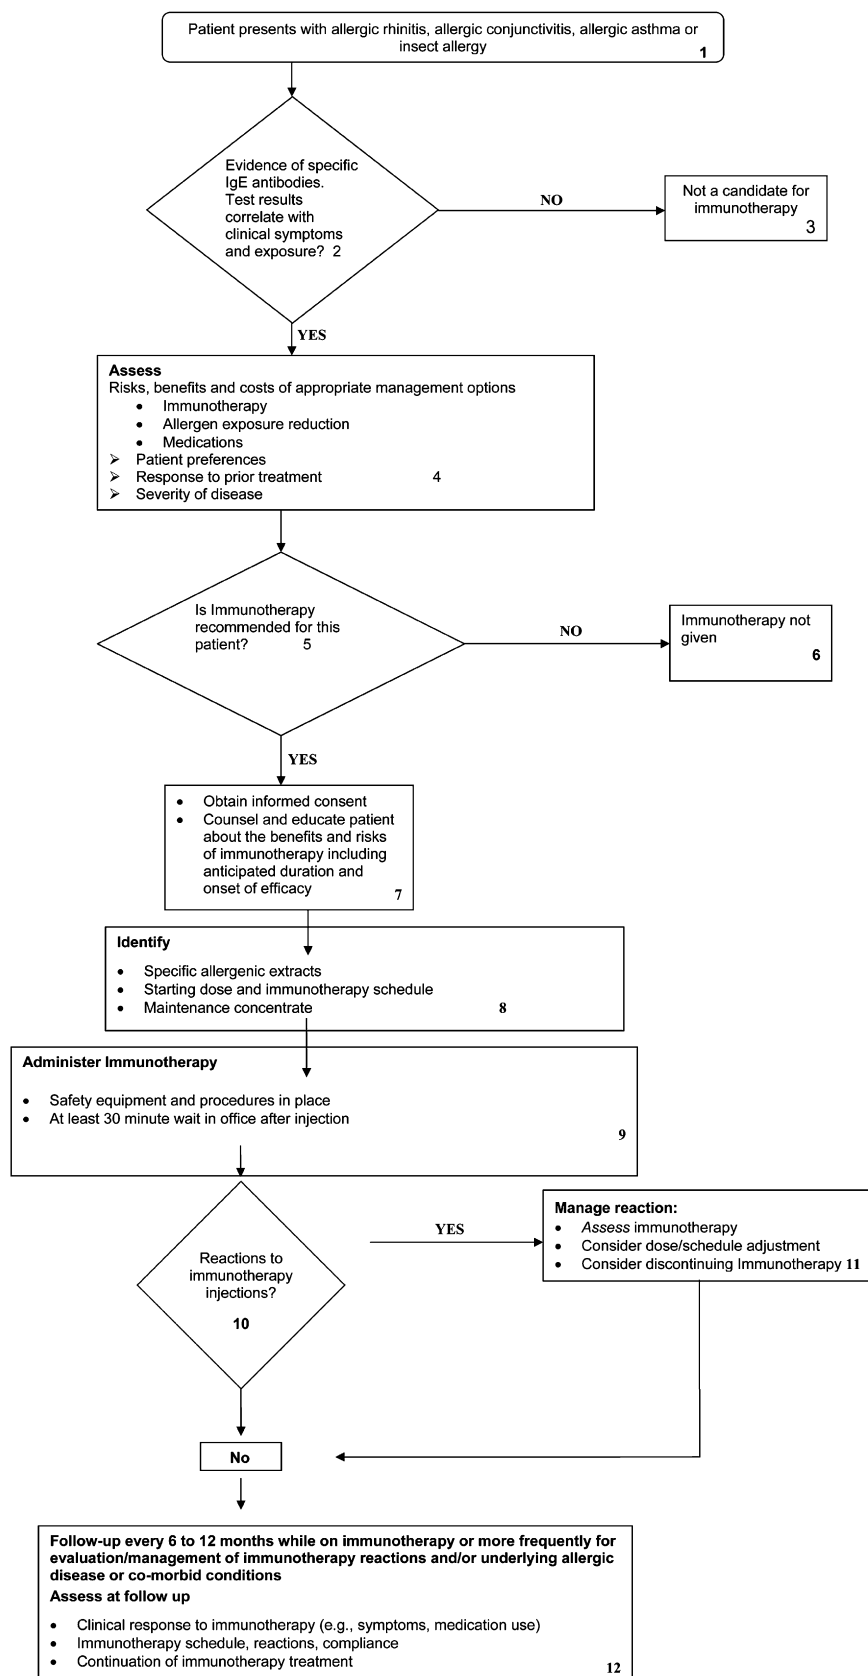 Patient presents with allergic rhinitis, allergic conjunctivitis, allergic asthma or
insect allergy
1
Evidence of specific
IgE antibodies.
Test results
correlate with
clinical symptoms
and exposure? 2
NO
Not a candidate for
immunotherapy
3
YES
Assess
Risks, benefits and costs of appropriate management options
• Immunotherapy
• Allergen exposure reduction
• Medications
➢ Patient preferences
➢ Response to prior treatment 4
➢ Severity of disease
Is Immunotherapy
recommended for this
patient? 5
NO
Immunotherapy not
given
6
YES
• Obtain informed consent
• Counsel and educate patient
about the benefits and risks
of immunotherapy including
anticipated duration and
onset of efficacy
7
Identify
• Specific allergenic extracts
• Starting dose and immunotherapy schedule
• Maintenance concentrate 8
Administer Immunotherapy
• Safety equipment and procedures in place
• At least 30 minute wait in office after injection
9
Reactions to
immunotherapy
injections?
10
YES
Manage reaction:
• Assess immunotherapy
• Consider dose/schedule adjustment
• Consider discontinuing Immunotherapy 11
No
Follow-up every 6 to 12 months while on immunotherapy or more frequently for
evaluation/management of immunotherapy reactions and/or underlying allergic
disease or co-morbid conditions
Assess at follow up
• Clinical response to immunotherapy (e.g., symptoms, medication use)
• Immunotherapy schedule, reactions, compliance
• Continuation of immunotherapy treatment
12